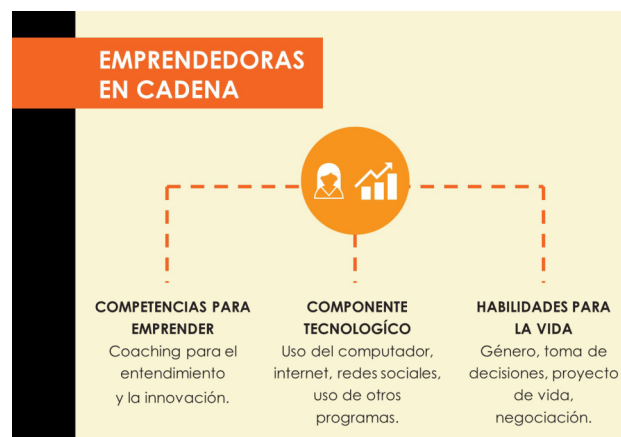 EMPRENDEDORAS
EN CADENA
COMPETENCIAS PARA
EMPRENDER
Coaching para el
entendimiento
y la innovación.
COMPONENTE
TECNOLOGÍCO
Uso del computador,
internet, redes sociales,
uso de otros
programas.
HABILIDADES PARA
LA VIDA
Género, toma de
decisiones, proyecto
de vida,
negociación.